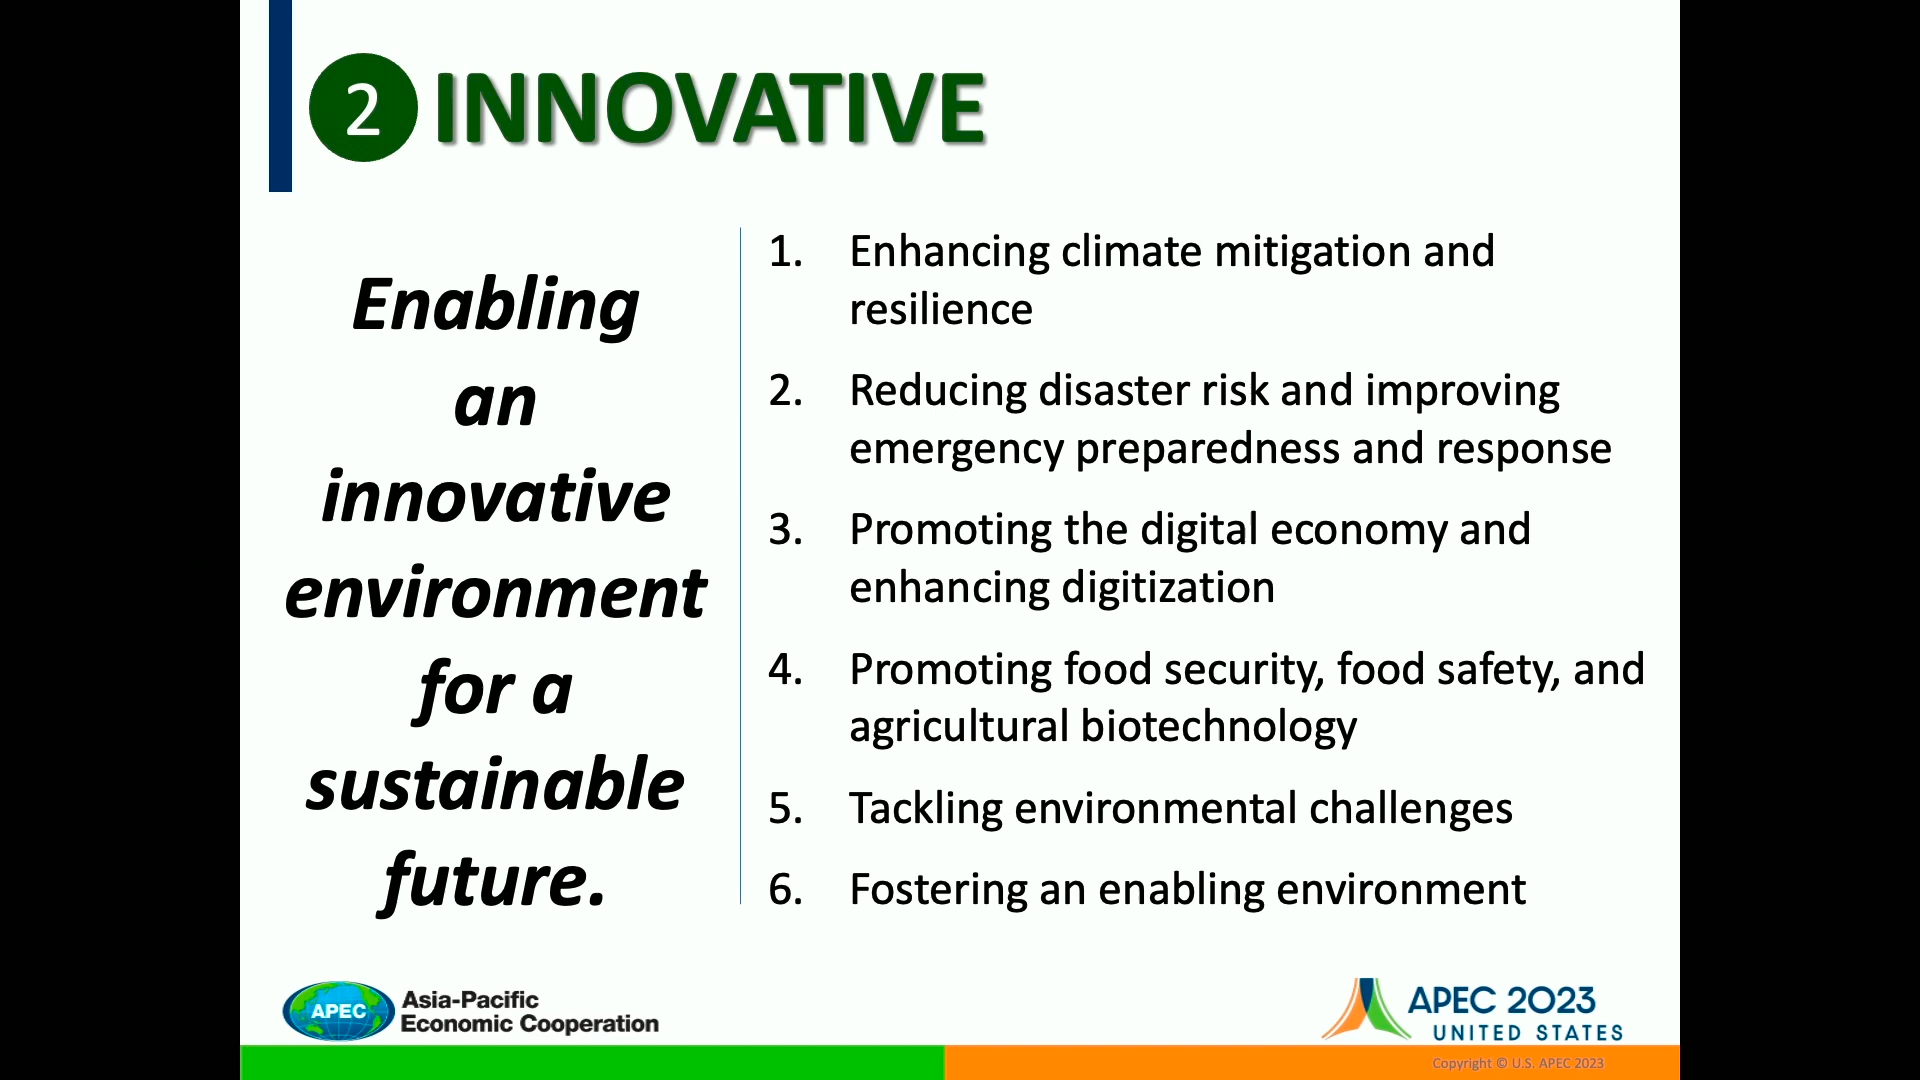 2 INNOVATIVE
Enabling
an
innovative
environment
for a
sustainable
future.
1. Enhancing climate mitigation and
resilience
2. Reducing disaster risk and improving
emergency preparedness and response
3. Promoting the digital economy and
enhancing digitization
4. Promoting food security, food safety, and
agricultural biotechnology
5. Tackling environmental challenges
6. Fostering an enabling environment
APEC
Asia-Pacific
Economic Cooperation
APEC 2023
UNITED STATES
Copyright © U.S. APEC 2023